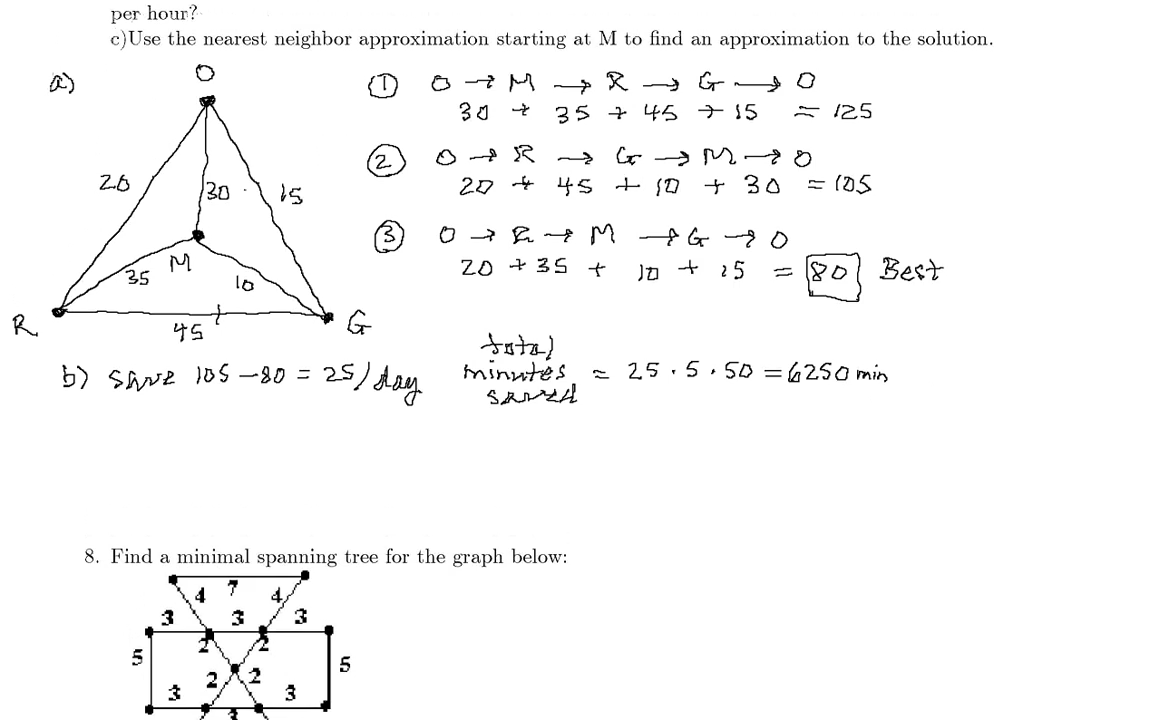 per hour?
c)Use the nearest neighbor approximation starting at M to find an approximation to the solution.
a)
O
20
30
15
M
35
10
R
45
G
① O → M → R → G → O
30 + 35 + 45 + 15 = 125
② O → R → G → M → O
20 + 45 + 10 + 30 = 105
③ O → R → M → G → O
20 + 35 + 10 + 15 = 80 Best
b) save 105 - 80 = 25/day
total
minutes = 25 · 5 · 50 = 6250 min
saved
8. Find a minimal spanning tree for the graph below:
4 7 4
3 3 3
2 2
5 5
2 2
3 3
3